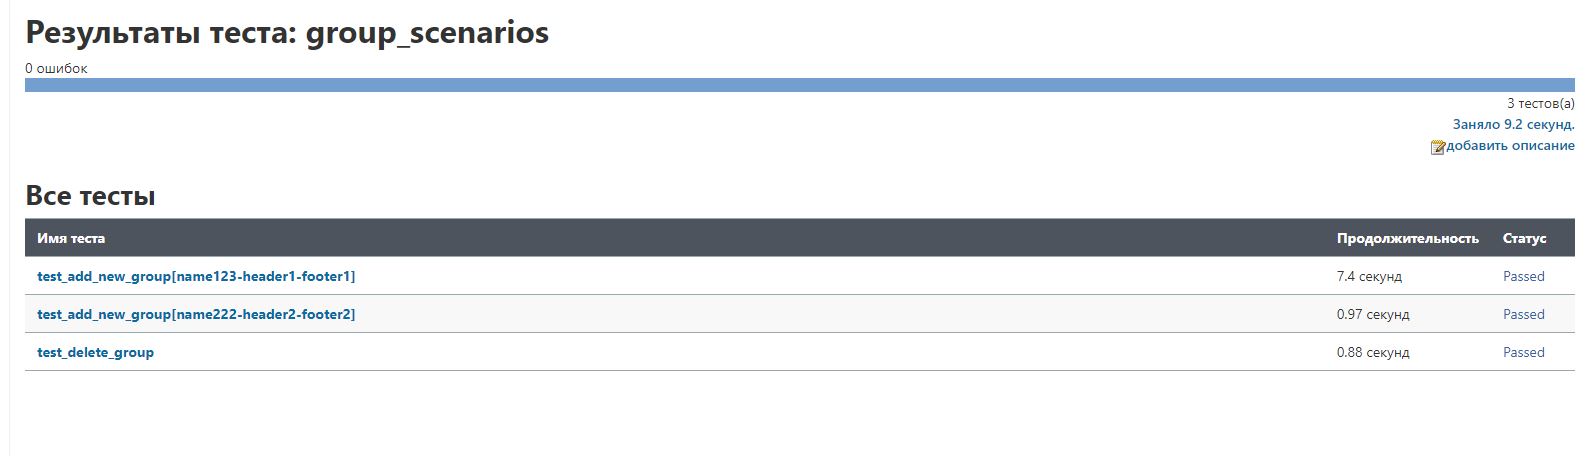 Результаты теста: group_scenarios
0 ошибок
3 тестов(а)
Заняло 9.2 секунд.
добавить описание
Все тесты
Имя теста Продолжительность Статус
test_add_new_group[name123-header1-footer1] 7.4 секунд Passed
test_add_new_group[name222-header2-footer2] 0.97 секунд Passed
test_delete_group 0.88 секунд Passed